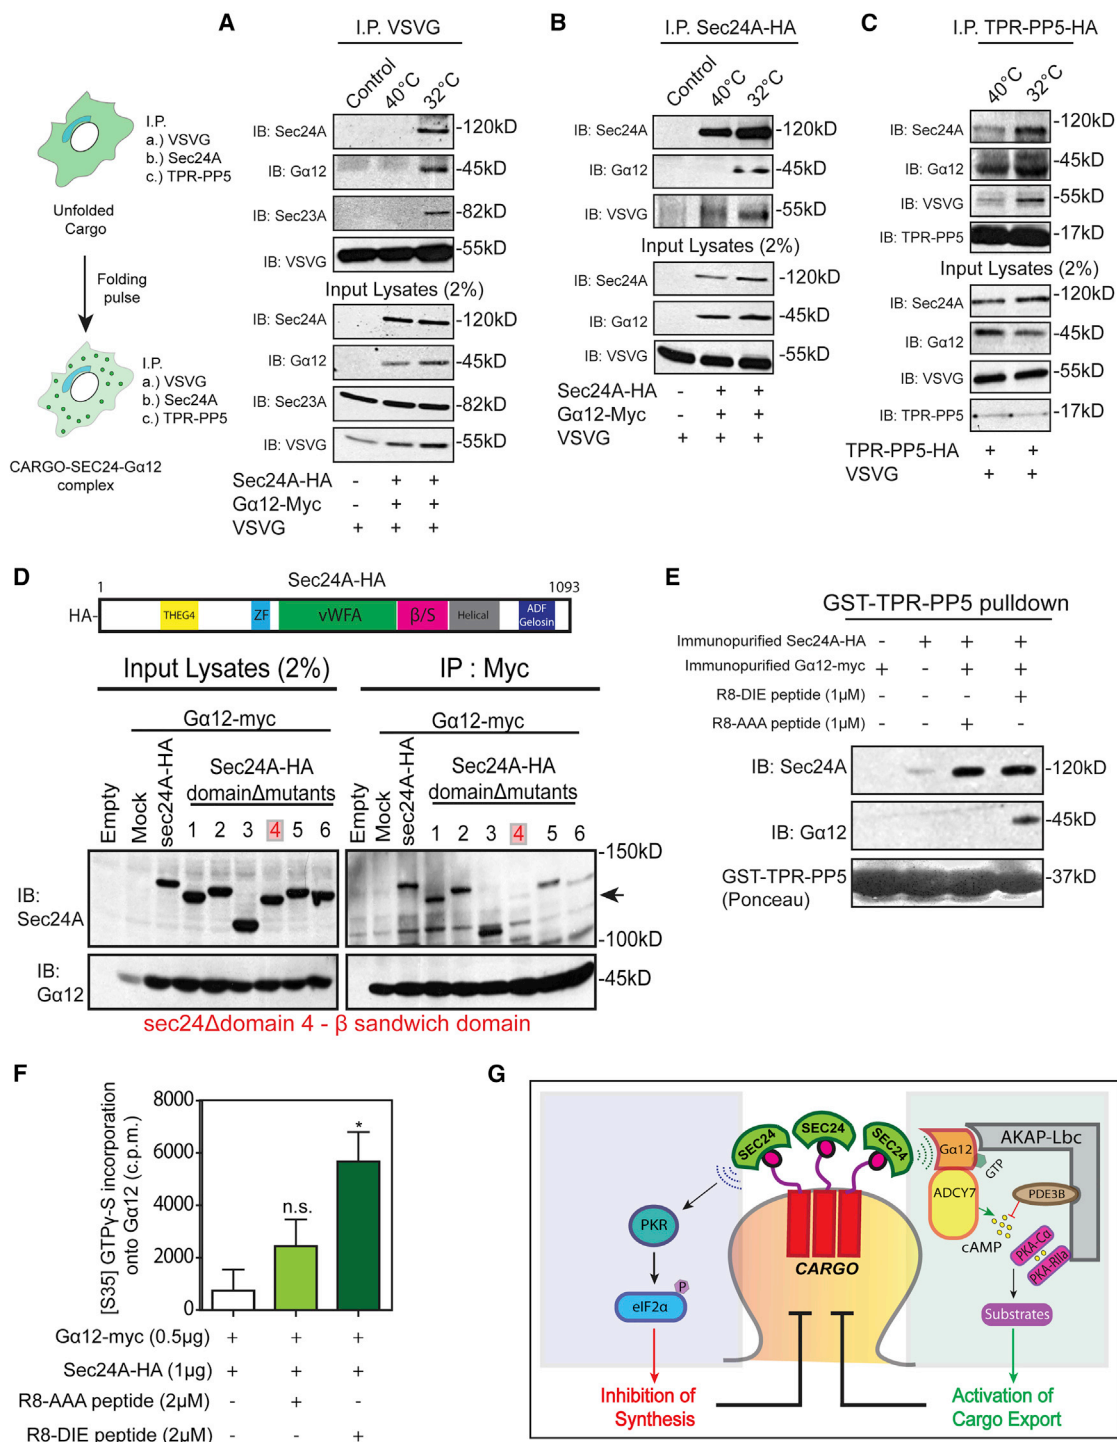 A
I.P. VSVG
Control
40°C
32°C
IB: Sec24A
-120kD
IB: Gα12
-45kD
IB: Sec23A
-82kD
IB: VSVG
-55kD
Input Lysates (2%)
IB: Sec24A
-120kD
IB: Gα12
-45kD
IB: Sec23A
-82kD
IB: VSVG
-55kD
Sec24A-HA - + +
Gα12-Myc - + +
VSVG + + +
I.P.
a.) VSVG
b.) Sec24A
c.) TPR-PP5
Unfolded
Cargo
Folding
pulse
I.P.
a.) VSVG
b.) Sec24A
c.) TPR-PP5
CARGO-SEC24-Gα12
complex
B
I.P. Sec24A-HA
Control
40°C
32°C
IB: Sec24A
-120kD
IB: Gα12
-45kD
IB: VSVG
-55kD
Input Lysates (2%)
IB: Sec24A
-120kD
IB: Gα12
-45kD
IB: VSVG
-55kD
Sec24A-HA - + +
Gα12-Myc - + +
VSVG + + +
C
I.P. TPR-PP5-HA
40°C
32°C
IB: Sec24A
-120kD
IB: Gα12
-45kD
IB: VSVG
-55kD
IB: TPR-PP5
-17kD
Input Lysates (2%)
IB: Sec24A
-120kD
IB: Gα12
-45kD
IB: VSVG
-55kD
IB: TPR-PP5
-17kD
TPR-PP5-HA + +
VSVG + +
D
Sec24A-HA
1
1093
HA-
THEG4
ZF
vWFA
β/S
Helical
ADF
Gelosin
Input Lysates (2%)
IP : Myc
Gα12-myc
Gα12-myc
Empty
Mock
sec24A-HA
Sec24A-HA
domainΔmutants
1 2 3 4 5 6
Empty
Mock
sec24A-HA
Sec24A-HA
domainΔmutants
1 2 3 4 5 6
IB:
Sec24A
-150kD
-100kD
IB:
Gα12
-45kD
sec24Δdomain 4 - β sandwich domain
E
GST-TPR-PP5 pulldown
Immunopurified Sec24A-HA - + + +
Immunopurified Gα12-myc + - + +
R8-DIE peptide (1µM) - - - +
R8-AAA peptide (1µM) - - + -
IB: Sec24A
-120kD
IB: Gα12
-45kD
GST-TPR-PP5
(Ponceau)
-37kD
F
[S35] GTPγ-S incorporation
onto Gα12 (c.p.m.)
8000
6000
4000
2000
0
n.s.
*
Gα12-myc (0.5µg) + + +
Sec24A-HA (1µg) + + +
R8-AAA peptide (2µM) - + -
R8-DIE peptide (2µM) - - +
G
SEC24
SEC24
SEC24
CARGO
PKR
P
eIF2α
Inhibition of
Synthesis
Gα12
GTP
AKAP-Lbc
ADCY7
PDE3B
cAMP
PKA-Cα
PKA-RIIa
Substrates
Activation of
Cargo Export